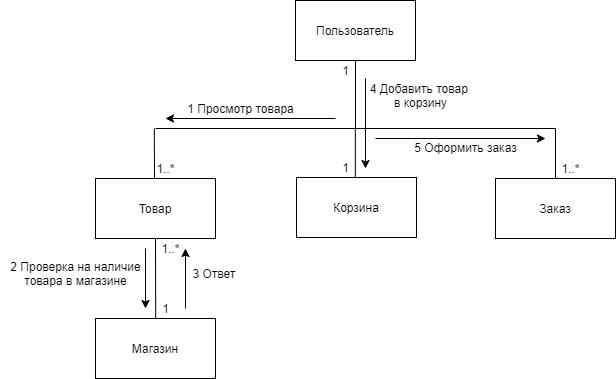 Пользователь
1
4 Добавить товар
в корзину
1 Просмотр товара
5 Оформить заказ
1..*
1
1..*
Товар
Корзина
Заказ
1..*
2 Проверка на наличие
товара в магазине
3 Ответ
1
Магазин